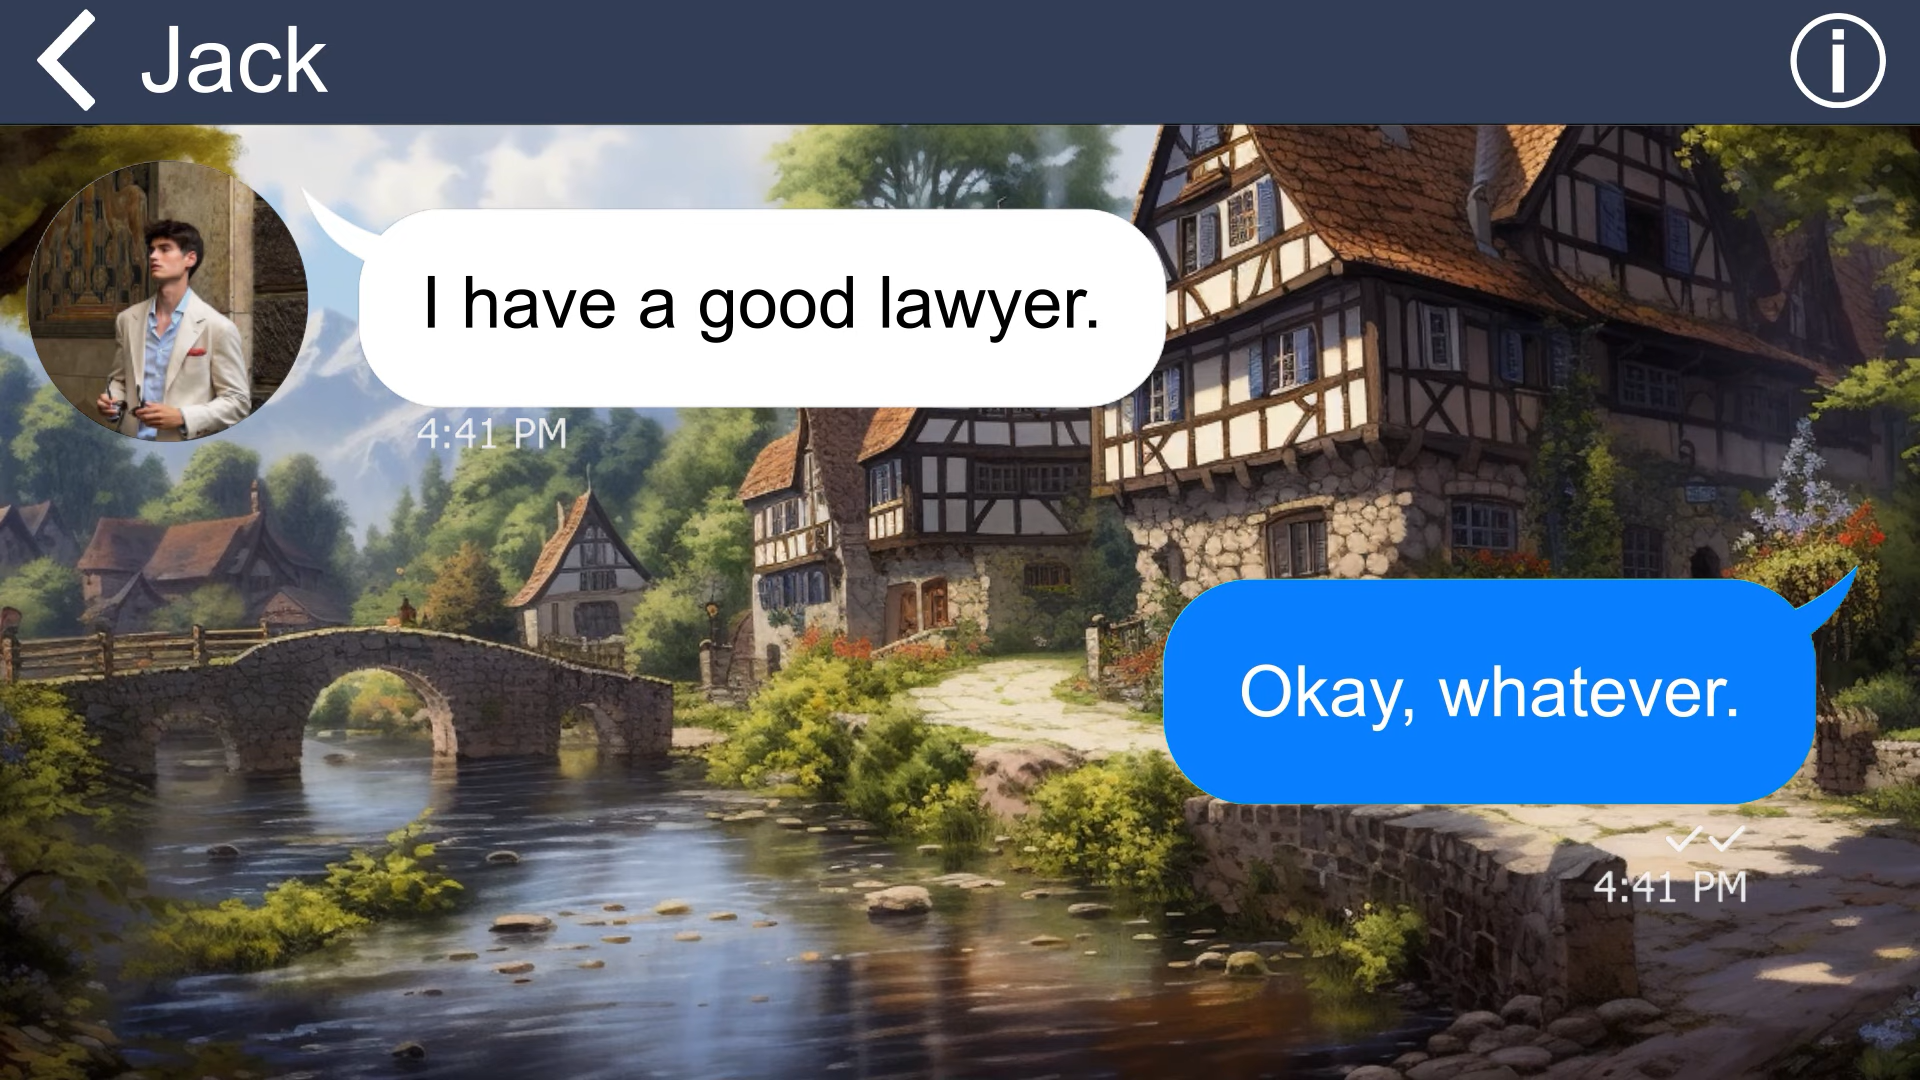 Jack
I have a good lawyer.
4:41 PM
Okay, whatever.
4:41 PM